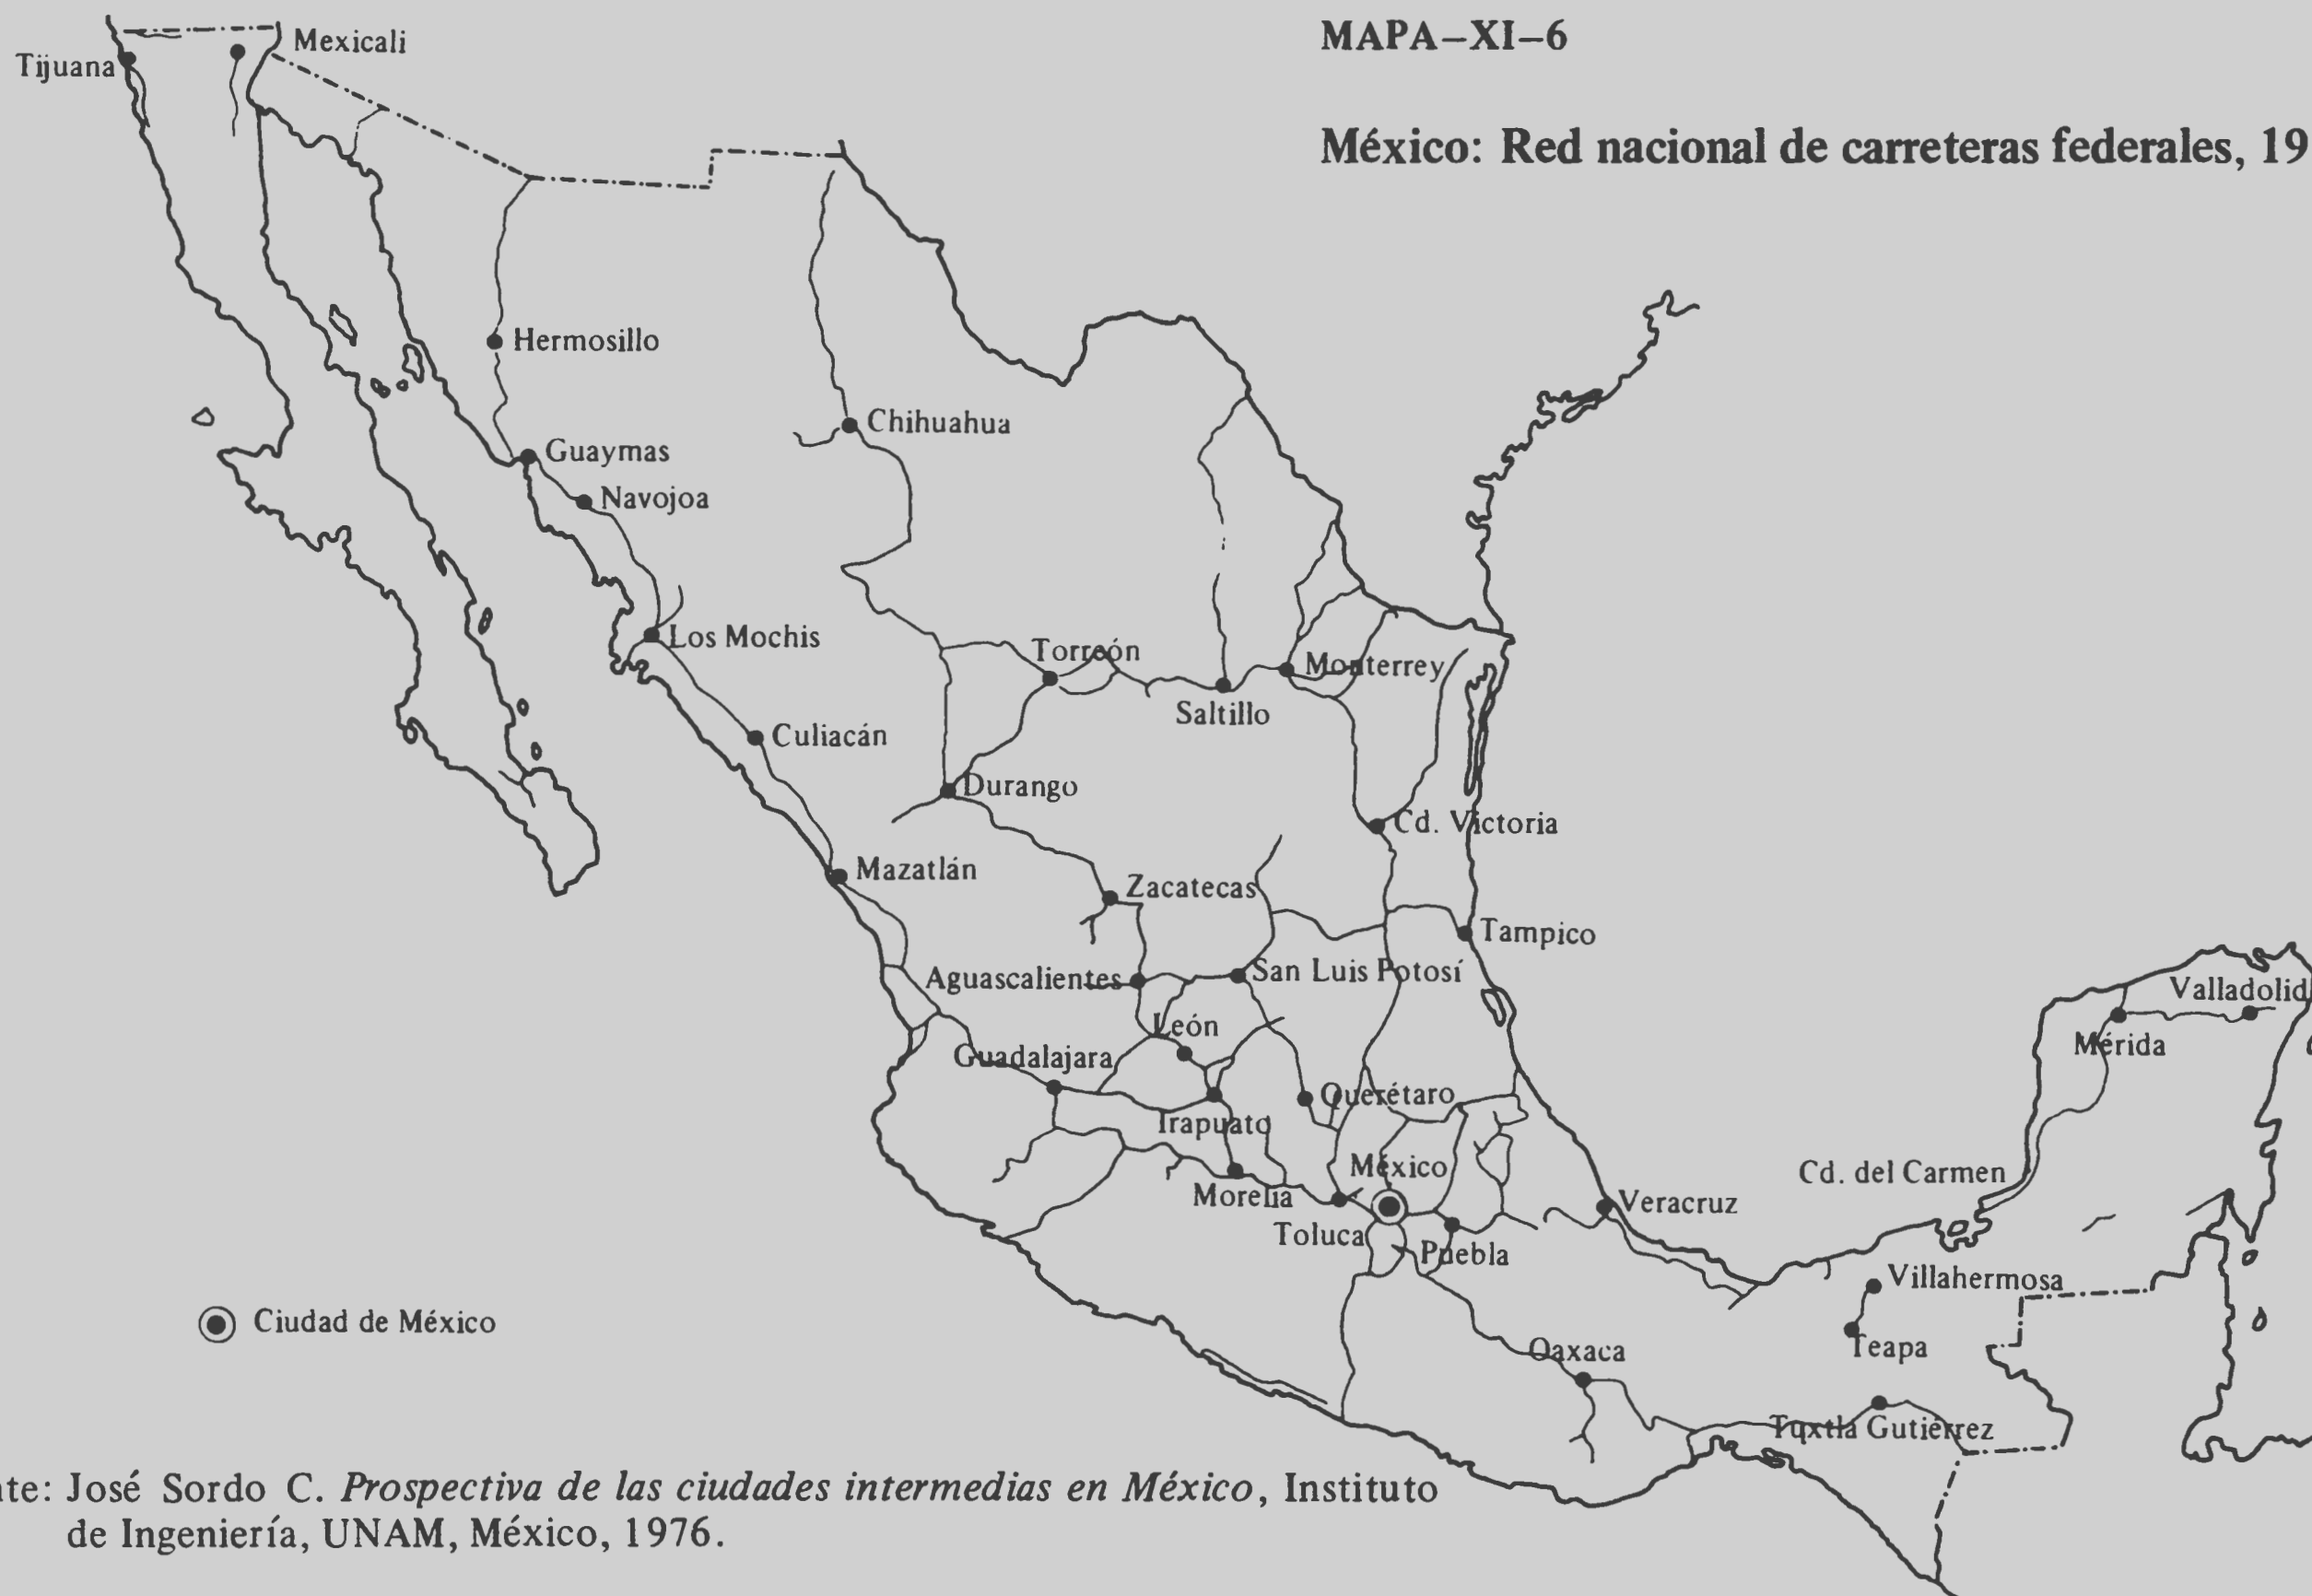 MAPA–XI–6
México: Red nacional de carreteras federales, 19
Mexicali
Tijuana
Hermosillo
Chihuahua
Guaymas
Navojoa
Los Mochis
Torreón
Monterrey
Saltillo
Culiacán
Durango
Cd. Victoria
Mazatlán
Zacatecas
Tampico
Aguascalientes
San Luis Potosí
Valladolid
León
Mérida
Guadalajara
Querétaro
Irapuato
México
Cd. del Carmen
Morelia
Veracruz
Toluca
Puebla
Villahermosa
Ciudad de México
Teapa
Oaxaca
Tuxtla Gutiérrez
nte: José Sordo C. Prospectiva de las ciudades intermedias en México, Instituto
de Ingeniería, UNAM, México, 1976.